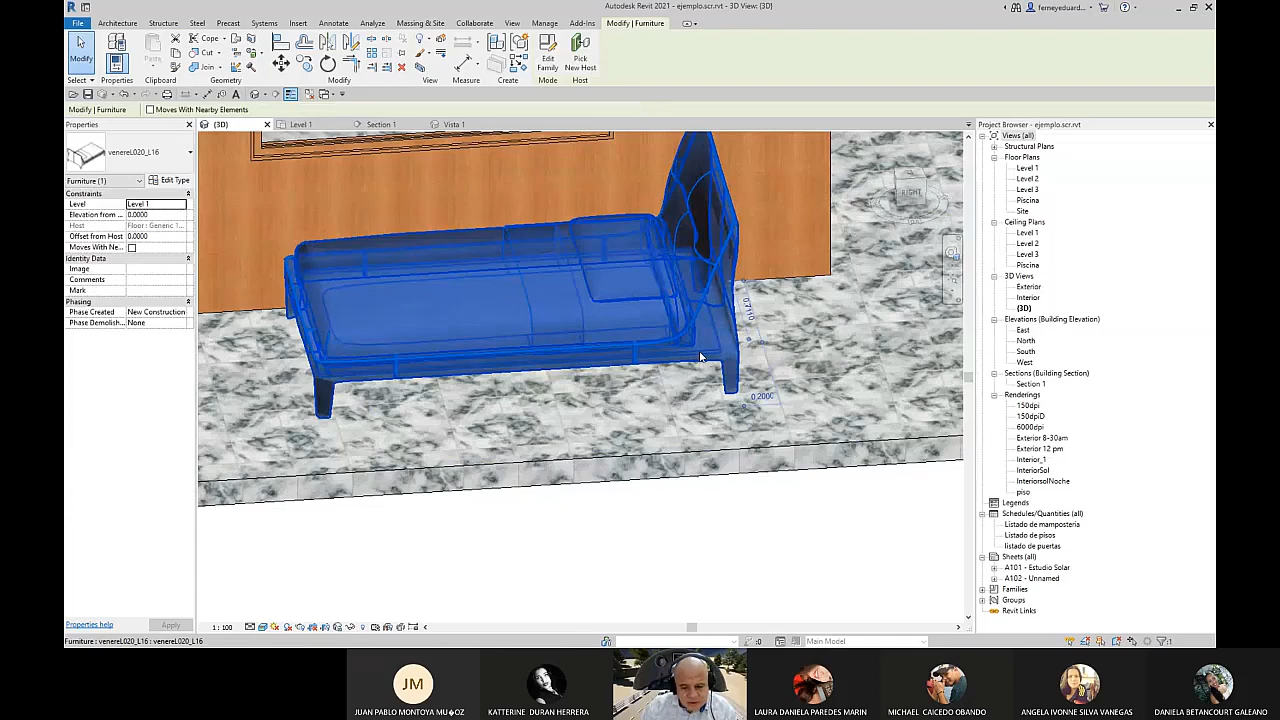 Autodesk Revit 2021 - ejemplo.scr.rvt - 3D View: {3D}
ferneyeduard...
File Architecture Structure Steel Precast Systems Insert Annotate Analyze Massing & Site Collaborate View Manage Add-Ins Modify | Furniture
Modify
Paste
Cope
Cut
Join
Edit Family
Pick New Host
Select Properties Clipboard Geometry Modify View Measure Create Mode Host
Modify | Furniture
Moves With Nearby Elements
Properties
{3D}
Level 1
Section 1
Vista 1
Project Browser - ejemplo.scr.rvt
venereL020_L16
Furniture (1)
Edit Type
Constraints
Level Level 1
Elevation from ... 0.0000
Host Floor : Generic 1...
Offset from Host 0.0000
Moves With Ne...
Identity Data
Image
Comments
Mark
Phasing
Phase Created New Construction
Phase Demolish... None
Properties help
Apply
RIGHT
0.7110
0.2000
Views (all)
Structural Plans
Floor Plans
Level 1
Level 2
Level 3
Piscina
Site
Ceiling Plans
Level 1
Level 2
Level 3
Piscina
3D Views
Exterior
Interior
{3D}
Elevations (Building Elevation)
East
North
South
West
Sections (Building Section)
Section 1
Renderings
150dpi
150dpiD
6000dpi
Exterior 8-30am
Exterior 12 pm
Interior_1
InteriorSol
InteriorsolNoche
piso
Legends
Schedules/Quantities (all)
Listado de mamposteria
Listado de pisos
listado de puertas
Sheets (all)
A101 - Estudio Solar
A102 - Unnamed
Families
Groups
Revit Links
1 : 100
Furniture : venereL020_L16 : venereL020_L16
:0
Main Model
:1
JM
JUAN PABLO MONTOYA MU�OZ
KATTERINE DURAN HERRERA
LAURA DANIELA PAREDES MARIN
MICHAEL CAICEDO OBANDO
ANGELA IVONNE SILVA VANEGAS
DANIELA BETANCOURT GALEANO